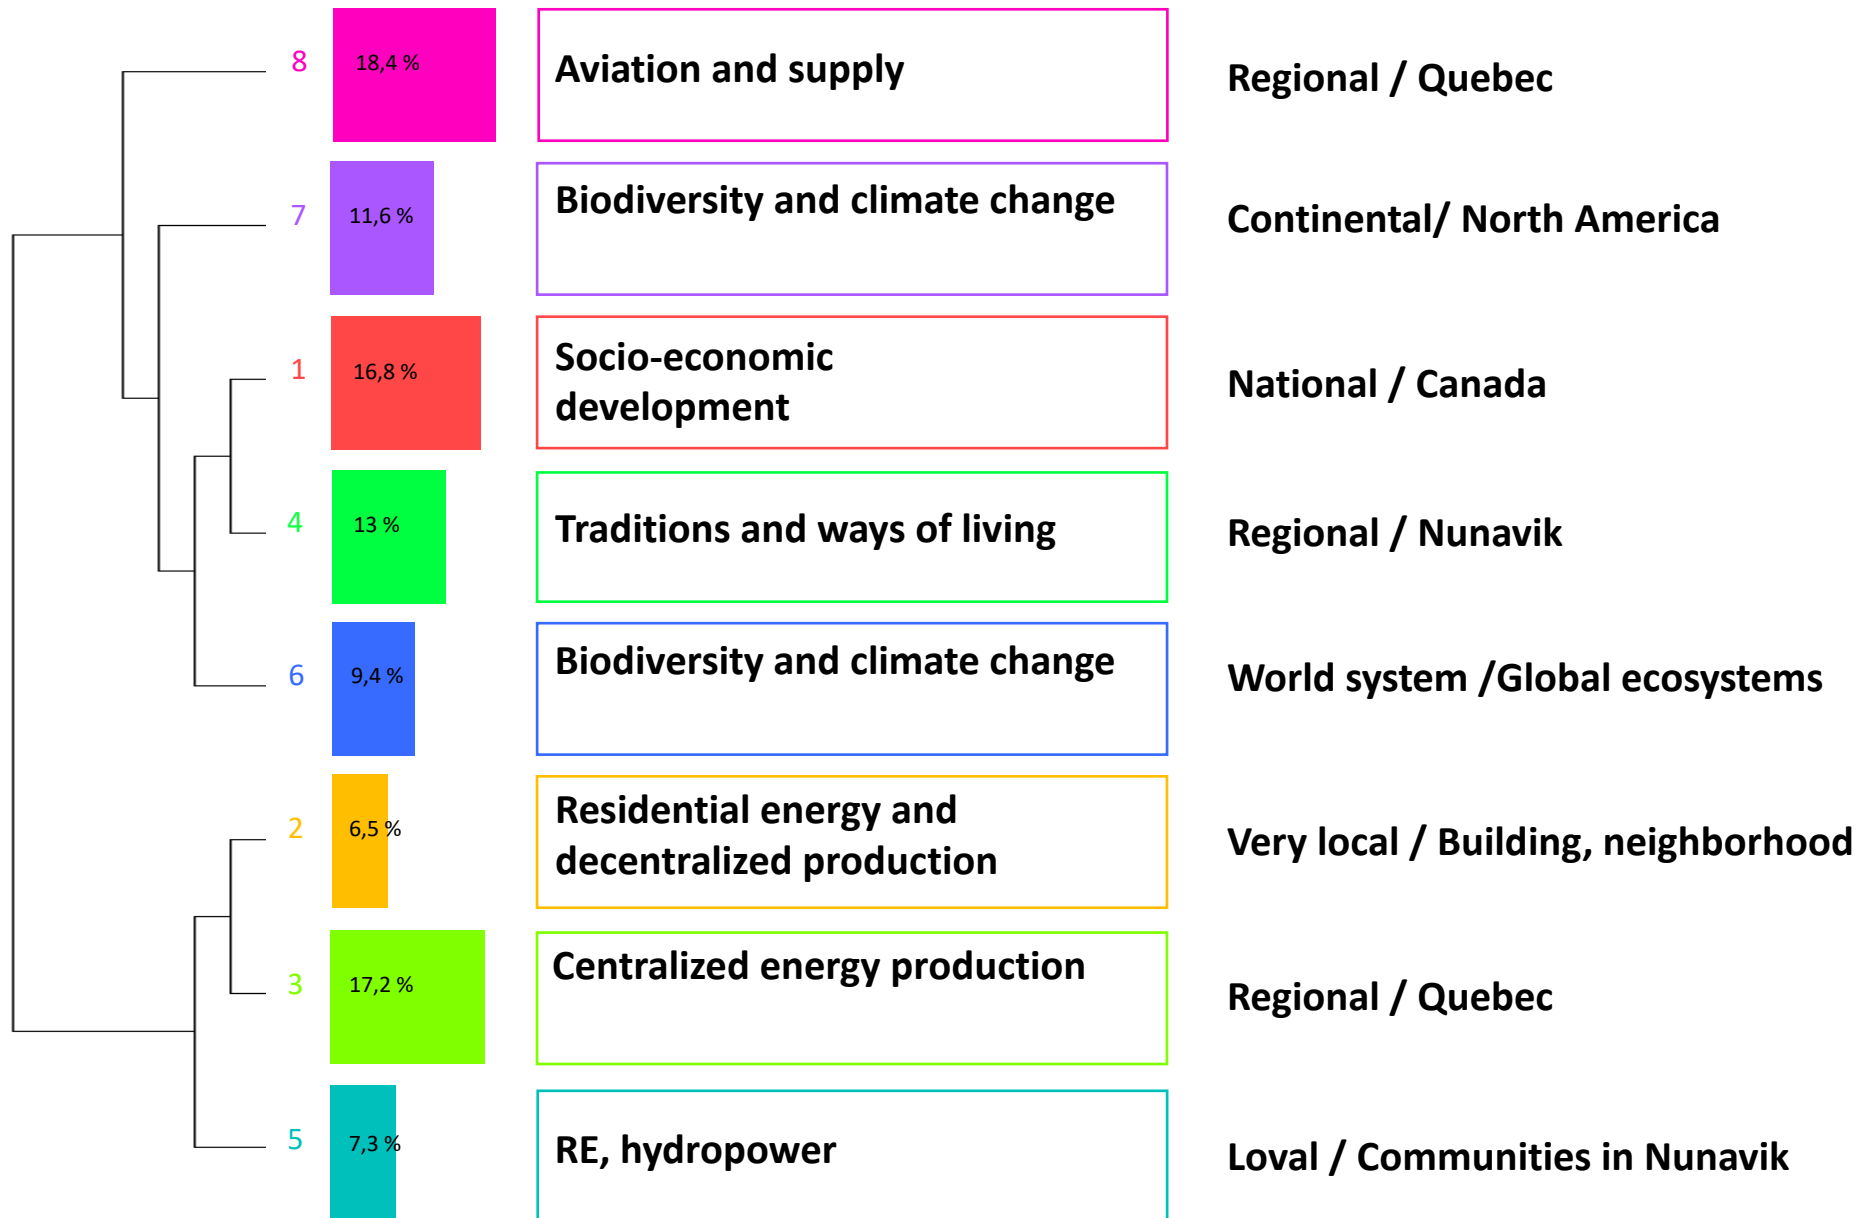 8 18,4 % Aviation and supply Regional / Quebec
7 11,6 % Biodiversity and climate change Continental/ North America
1 16,8 % Socio-economic
development National / Canada
4 13 % Traditions and ways of living Regional / Nunavik
6 9,4 % Biodiversity and climate change World system /Global ecosystems
2 6,5 % Residential energy and
decentralized production Very local / Building, neighborhood
3 17,2 % Centralized energy production Regional / Quebec
5 7,3 % RE, hydropower Loval / Communities in Nunavik